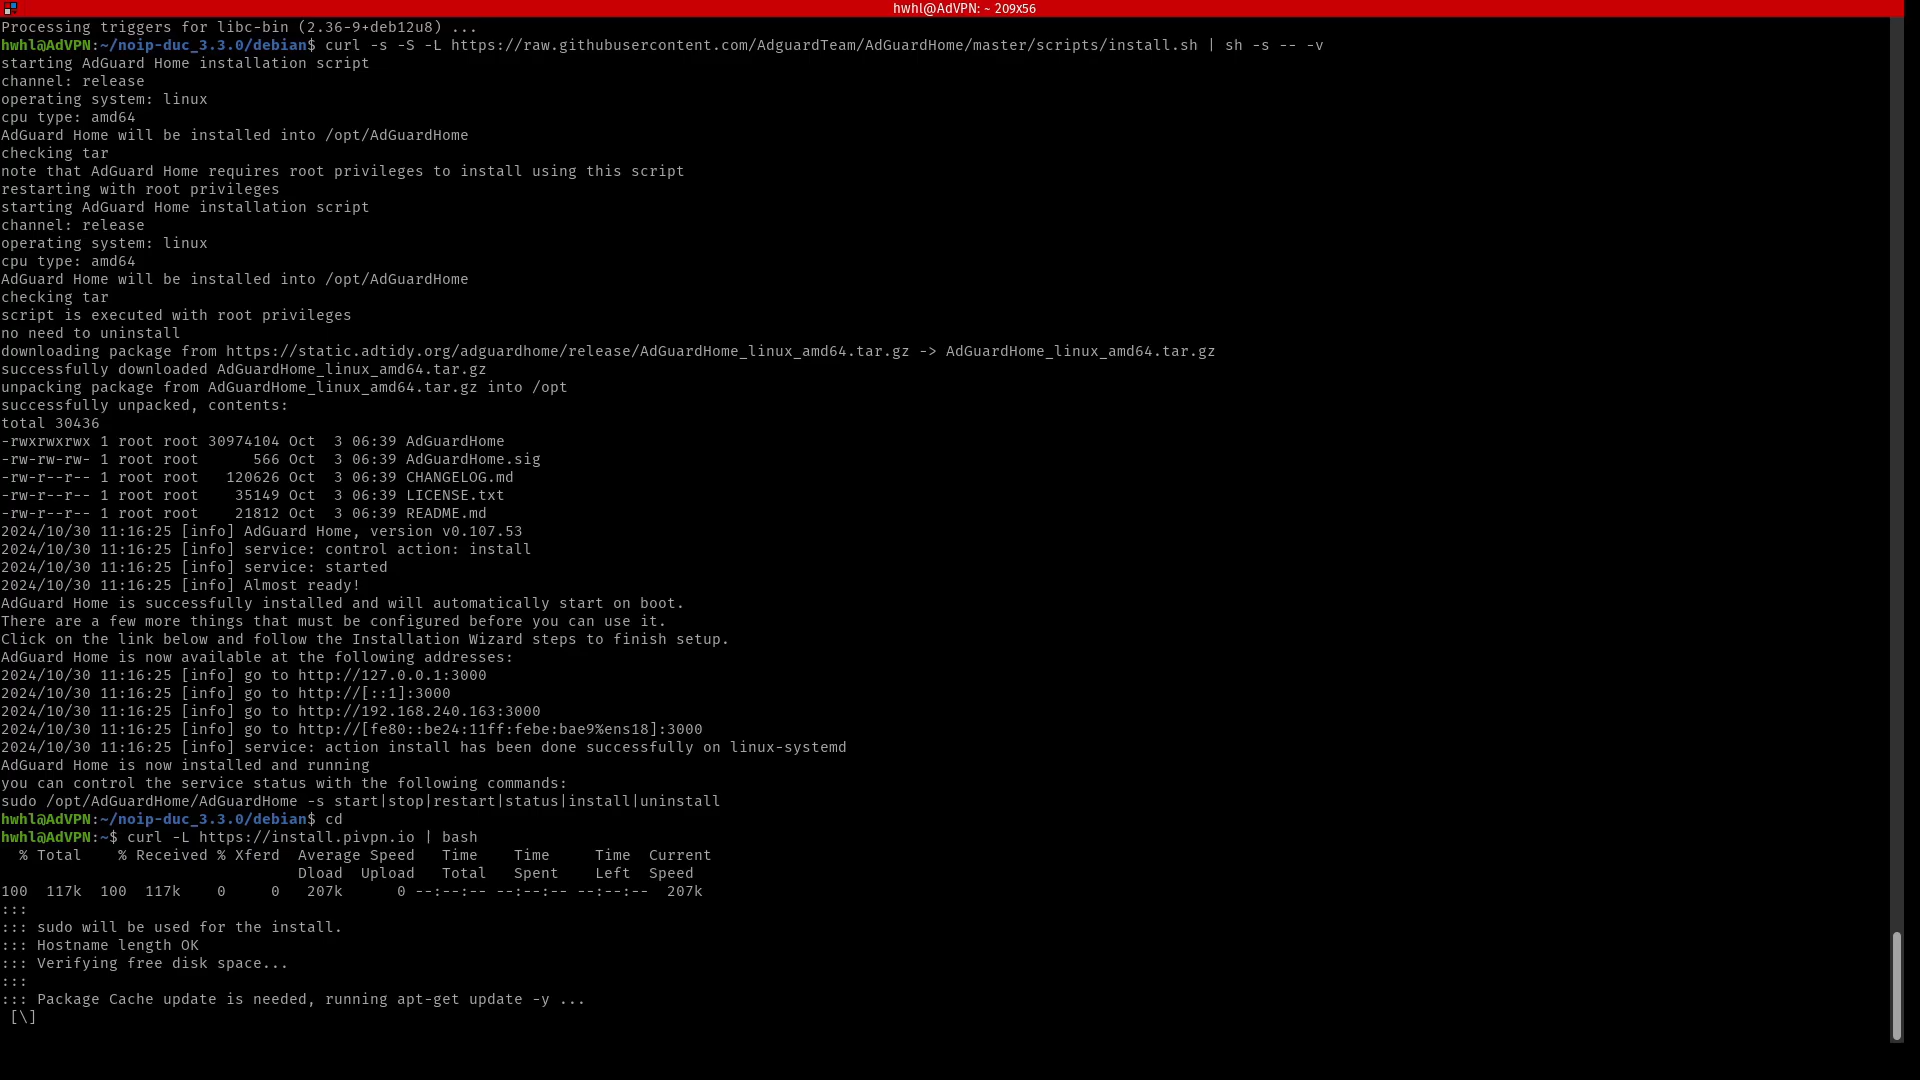 hwhl@AdVPN: ~ 209x56
Processing triggers for libc-bin (2.36-9+deb12u8) ...
hwhl@AdVPN:~/noip-duc_3.3.0/debian$ curl -s -S -L https://raw.githubusercontent.com/AdguardTeam/AdGuardHome/master/scripts/install.sh | sh -s -- -v
starting AdGuard Home installation script
channel: release
operating system: linux
cpu type: amd64
AdGuard Home will be installed into /opt/AdGuardHome
checking tar
note that AdGuard Home requires root privileges to install using this script
restarting with root privileges
starting AdGuard Home installation script
channel: release
operating system: linux
cpu type: amd64
AdGuard Home will be installed into /opt/AdGuardHome
checking tar
script is executed with root privileges
no need to uninstall
downloading package from https://static.adtidy.org/adguardhome/release/AdGuardHome_linux_amd64.tar.gz -> AdGuardHome_linux_amd64.tar.gz
successfully downloaded AdGuardHome_linux_amd64.tar.gz
unpacking package from AdGuardHome_linux_amd64.tar.gz into /opt
successfully unpacked, contents:
total 30436
-rwxrwxrwx 1 root root 30974104 Oct  3 06:39 AdGuardHome
-rw-rw-rw- 1 root root      566 Oct  3 06:39 AdGuardHome.sig
-rw-r--r-- 1 root root   120626 Oct  3 06:39 CHANGELOG.md
-rw-r--r-- 1 root root    35149 Oct  3 06:39 LICENSE.txt
-rw-r--r-- 1 root root    21812 Oct  3 06:39 README.md
2024/10/30 11:16:25 [info] AdGuard Home, version v0.107.53
2024/10/30 11:16:25 [info] service: control action: install
2024/10/30 11:16:25 [info] service: started
2024/10/30 11:16:25 [info] Almost ready!
AdGuard Home is successfully installed and will automatically start on boot.
There are a few more things that must be configured before you can use it.
Click on the link below and follow the Installation Wizard steps to finish setup.
AdGuard Home is now available at the following addresses:
2024/10/30 11:16:25 [info] go to http://127.0.0.1:3000
2024/10/30 11:16:25 [info] go to http://[::1]:3000
2024/10/30 11:16:25 [info] go to http://192.168.240.163:3000
2024/10/30 11:16:25 [info] go to http://[fe80::be24:11ff:febe:bae9%ens18]:3000
2024/10/30 11:16:25 [info] service: action install has been done successfully on linux-systemd
AdGuard Home is now installed and running
you can control the service status with the following commands:
sudo /opt/AdGuardHome/AdGuardHome -s start|stop|restart|status|install|uninstall
hwhl@AdVPN:~/noip-duc_3.3.0/debian$ cd
hwhl@AdVPN:~$ curl -L https://install.pivpn.io | bash
  % Total    % Received % Xferd  Average Speed   Time    Time     Time  Current
                                 Dload  Upload   Total   Spent    Left  Speed
100  117k  100  117k    0     0   207k      0 --:--:-- --:--:-- --:--:--  207k
:::
::: sudo will be used for the install.
::: Hostname length OK
::: Verifying free disk space...
:::
::: Package Cache update is needed, running apt-get update -y ...
 [\]